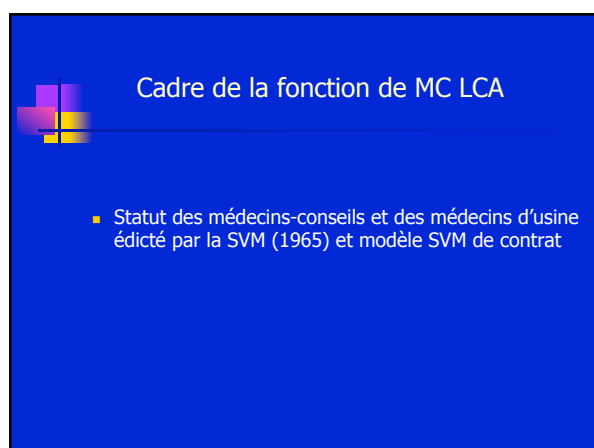 Cadre de la fonction de MC LCA
Statut des médecins-conseils et des médecins d'usine
édicté par la SVM (1965) et modèle SVM de contrat